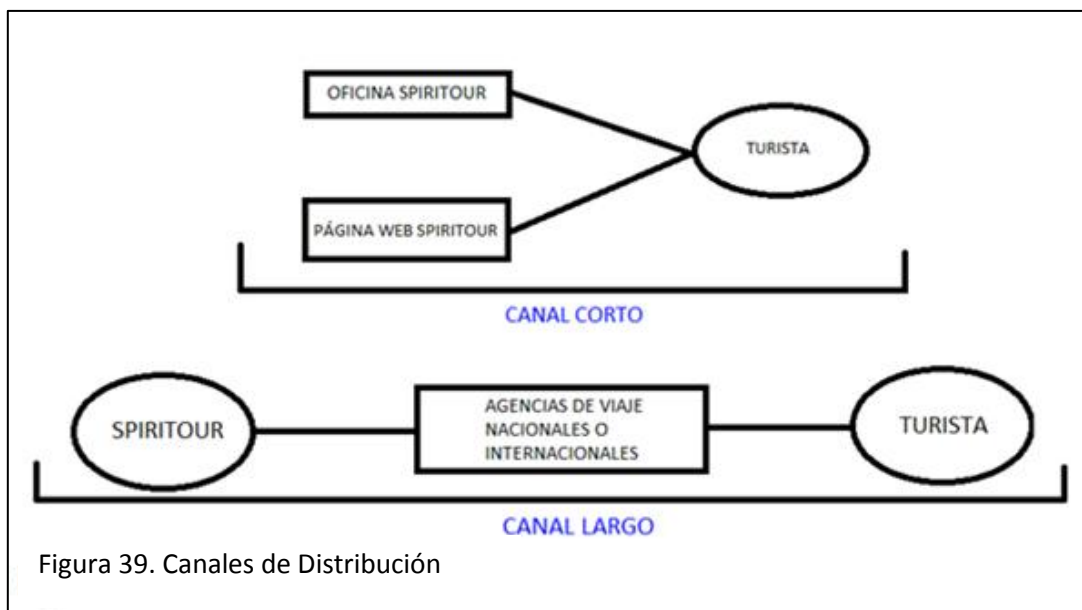 OFICINA SPIRITOUR
TURISTA
PÁGINA WEB SPIRITOUR
CANAL CORTO
SPIRITOUR
AGENCIAS DE VIAJE
NACIONALES O
INTERNACIONALES
TURISTA
CANAL LARGO
Figura 39. Canales de Distribución